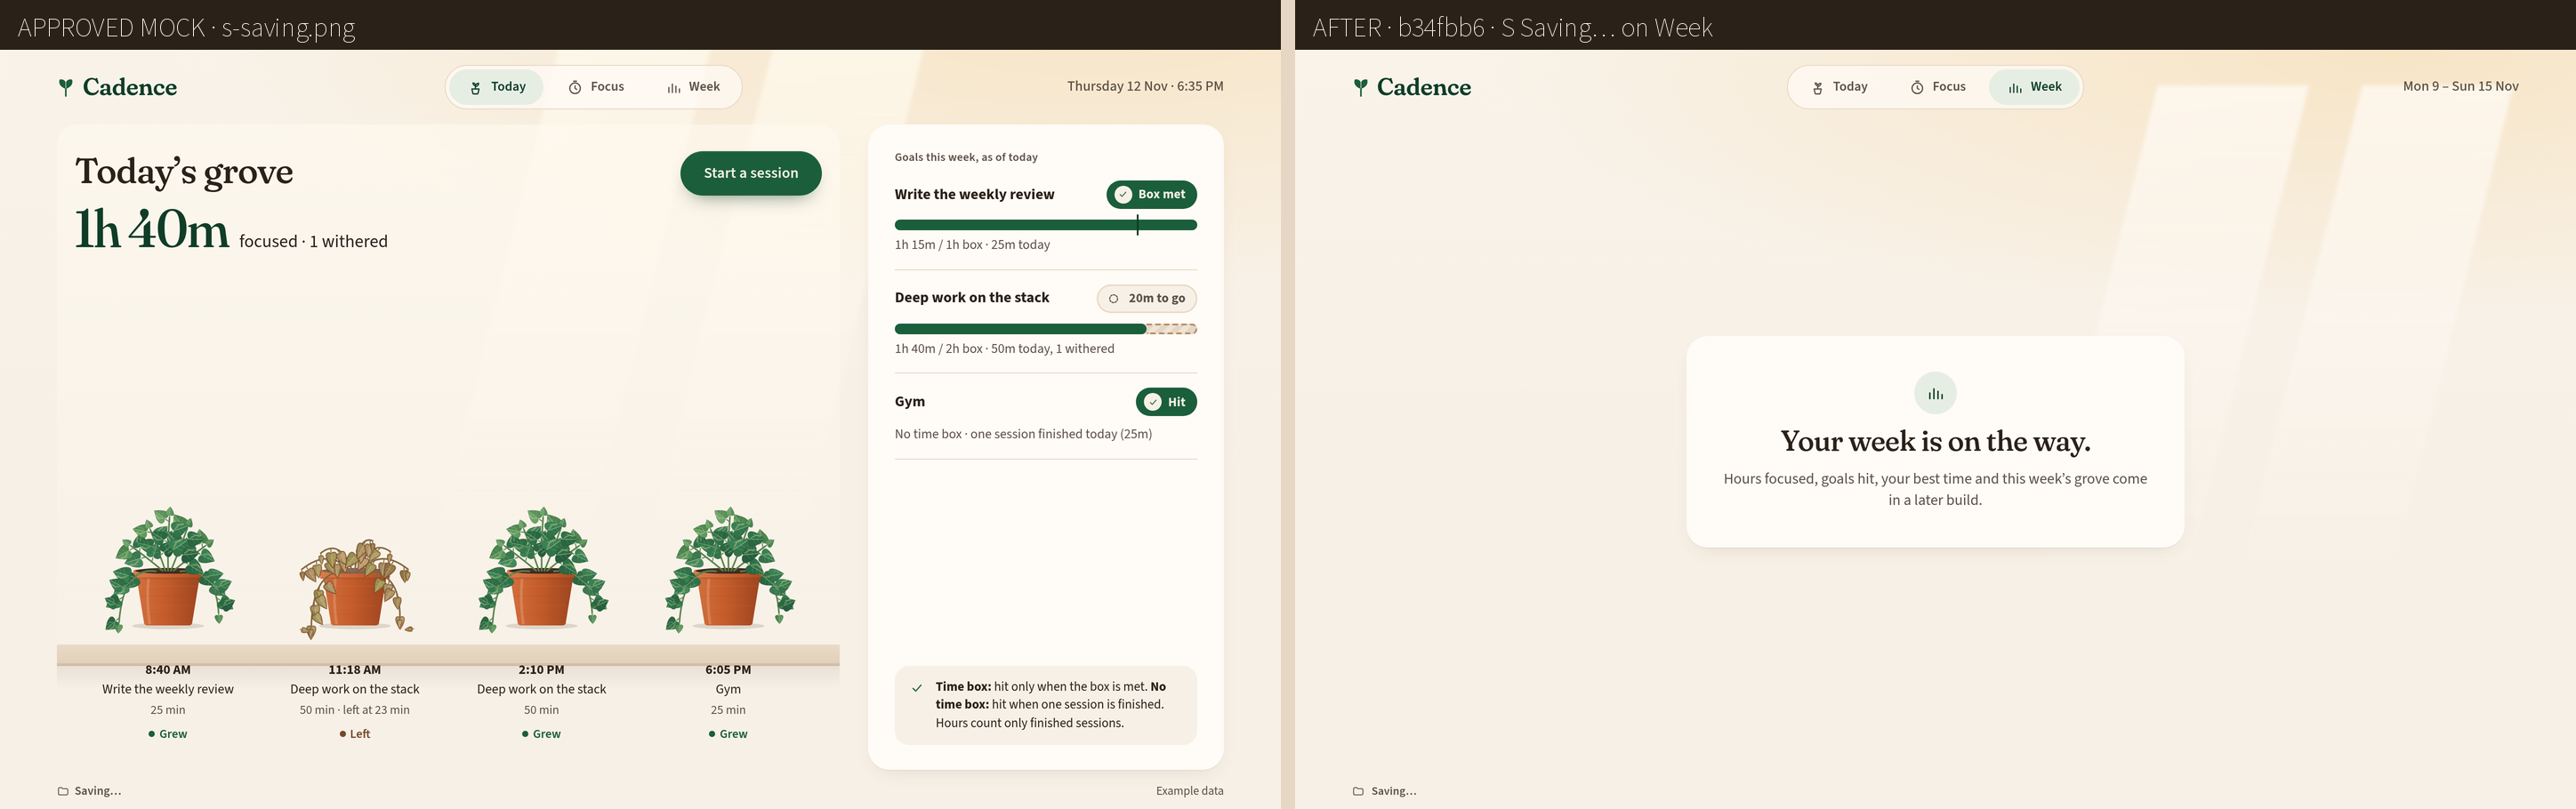 APPROVED MOCK · s-saving.png
Cadence
Today
Focus
Week
Thursday 12 Nov · 6:35 PM
Today’s grove
Start a session
1h 40m focused · 1 withered
8:40 AM
Write the weekly review
25 min
Grew
11:18 AM
Deep work on the stack
50 min · left at 23 min
Left
2:10 PM
Deep work on the stack
50 min
Grew
6:05 PM
Gym
25 min
Grew
Goals this week, as of today
Write the weekly review
Box met
1h 15m / 1h box · 25m today
Deep work on the stack
20m to go
1h 40m / 2h box · 50m today, 1 withered
Gym
Hit
No time box · one session finished today (25m)
Time box: hit only when the box is met. No
time box: hit when one session is finished.
Hours count only finished sessions.
Saving…
Example data
AFTER · b34fbb6 · S Saving… on Week
Cadence
Today
Focus
Week
Mon 9 – Sun 15 Nov
Your week is on the way.
Hours focused, goals hit, your best time and this week’s grove come
in a later build.
Saving…